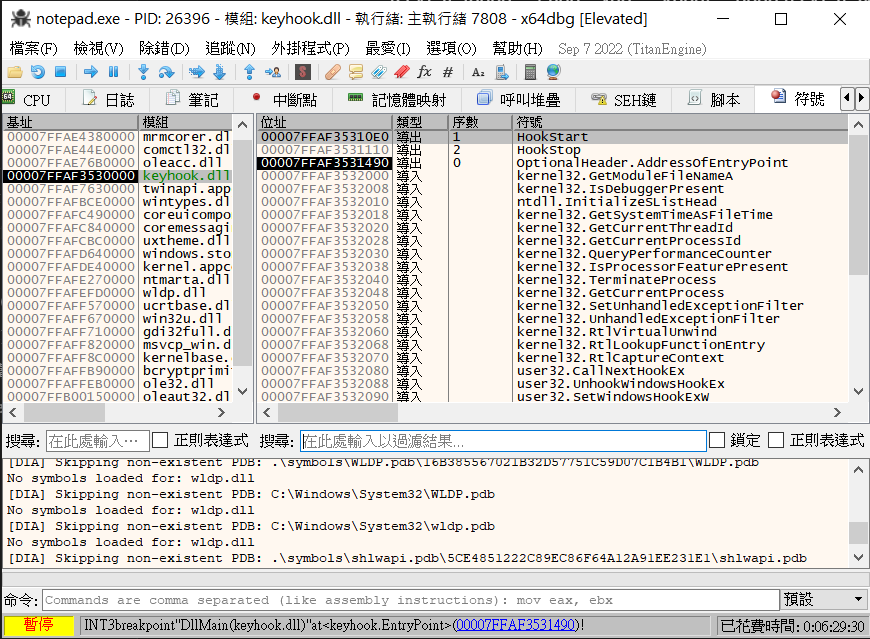 notepad.exe - PID: 26396 - 模組: keyhook.dll - 執行緒: 主執行緒 7808 - x64dbg [Elevated]
檔案(F) 檢視(V) 除錯(D) 追蹤(N) 外掛程式(P) 最愛(I) 選項(O) 幫助(H) Sep 7 2022 (TitanEngine)
CPU 日誌 筆記 中斷點 記憶體映射 呼叫堆疊 SEH鏈 腳本 符號
基址 模組 位址 類型 序數 符號
00007FFAE4380000 mrmcorer.dl 00007FFAF35310E0 導出 1 HookStart
00007FFAE44E0000 comctl32.dl 00007FFAF3531110 導出 2 HookStop
00007FFAE76B0000 oleacc.dll 00007FFAF3531490 導出 0 OptionalHeader.AddressOfEntryPoint
00007FFAF3530000 keyhook.dll 00007FFAF3532000 導入 kernel32.GetModuleFileNameA
00007FFAF7630000 twinapi.app 00007FFAF3532008 導入 kernel32.IsDebuggerPresent
00007FFAFBCE0000 wintypes.dl 00007FFAF3532010 導入 ntdll.InitializeSListHead
00007FFAFC490000 coreuicompo 00007FFAF3532018 導入 kernel32.GetSystemTimeAsFileTime
00007FFAFC840000 coremessagi 00007FFAF3532020 導入 kernel32.GetCurrentThreadId
00007FFAFCBC0000 uxtheme.dll 00007FFAF3532028 導入 kernel32.GetCurrentProcessId
00007FFAFD640000 windows.sto 00007FFAF3532030 導入 kernel32.QueryPerformanceCounter
00007FFAFDE40000 kernel.appc 00007FFAF3532038 導入 kernel32.IsProcessorFeaturePresent
00007FFAFE270000 ntmarta.dll 00007FFAF3532040 導入 kernel32.TerminateProcess
00007FFAFEFD0000 wldp.dll 00007FFAF3532048 導入 kernel32.GetCurrentProcess
00007FFAFF570000 ucrtbase.dl 00007FFAF3532050 導入 kernel32.SetUnhandledExceptionFilter
00007FFAFF670000 win32u.dll 00007FFAF3532058 導入 kernel32.UnhandledExceptionFilter
00007FFAFF710000 gdi32full.d 00007FFAF3532060 導入 kernel32.RtlVirtualUnwind
00007FFAFF820000 msvcp_win.d 00007FFAF3532068 導入 kernel32.RtlLookupFunctionEntry
00007FFAFF8C0000 kernelbase. 00007FFAF3532070 導入 kernel32.RtlCaptureContext
00007FFAFFB90000 bcryptprimi 00007FFAF3532080 導入 user32.CallNextHookEx
00007FFAFFEB0000 ole32.dll 00007FFAF3532088 導入 user32.UnhookWindowsHookEx
00007FFB00150000 oleaut32.dl 00007FFAF3532090 導入 user32.SetWindowsHookExW
搜尋: 在此處輸入⋯ 正則表達式 搜尋: 在此處輸入以過濾結果... 鎖定 正則表達式
[DIA] Skipping non-existent PDB: .\symbols\WLDP.pdb\16B385567021B32D57751C59D07C1B4B1\WLDP.pdb
No symbols loaded for: wldp.dll
[DIA] Skipping non-existent PDB: C:\Windows\System32\WLDP.pdb
No symbols loaded for: wldp.dll
[DIA] Skipping non-existent PDB: C:\Windows\System32\wldp.pdb
No symbols loaded for: wldp.dll
[DIA] Skipping non-existent PDB: .\symbols\shlwapi.pdb\5CE4851222C89EC86F64A12A91EE231E1\shlwapi.pdb
命令: Commands are comma separated (like assembly instructions): mov eax, ebx 預設
暫停 INT3breakpoint"DllMain(keyhook.dll)"at<keyhook.EntryPoint>(00007FFAF3531490)! 已花費時間: 0:06:29:30